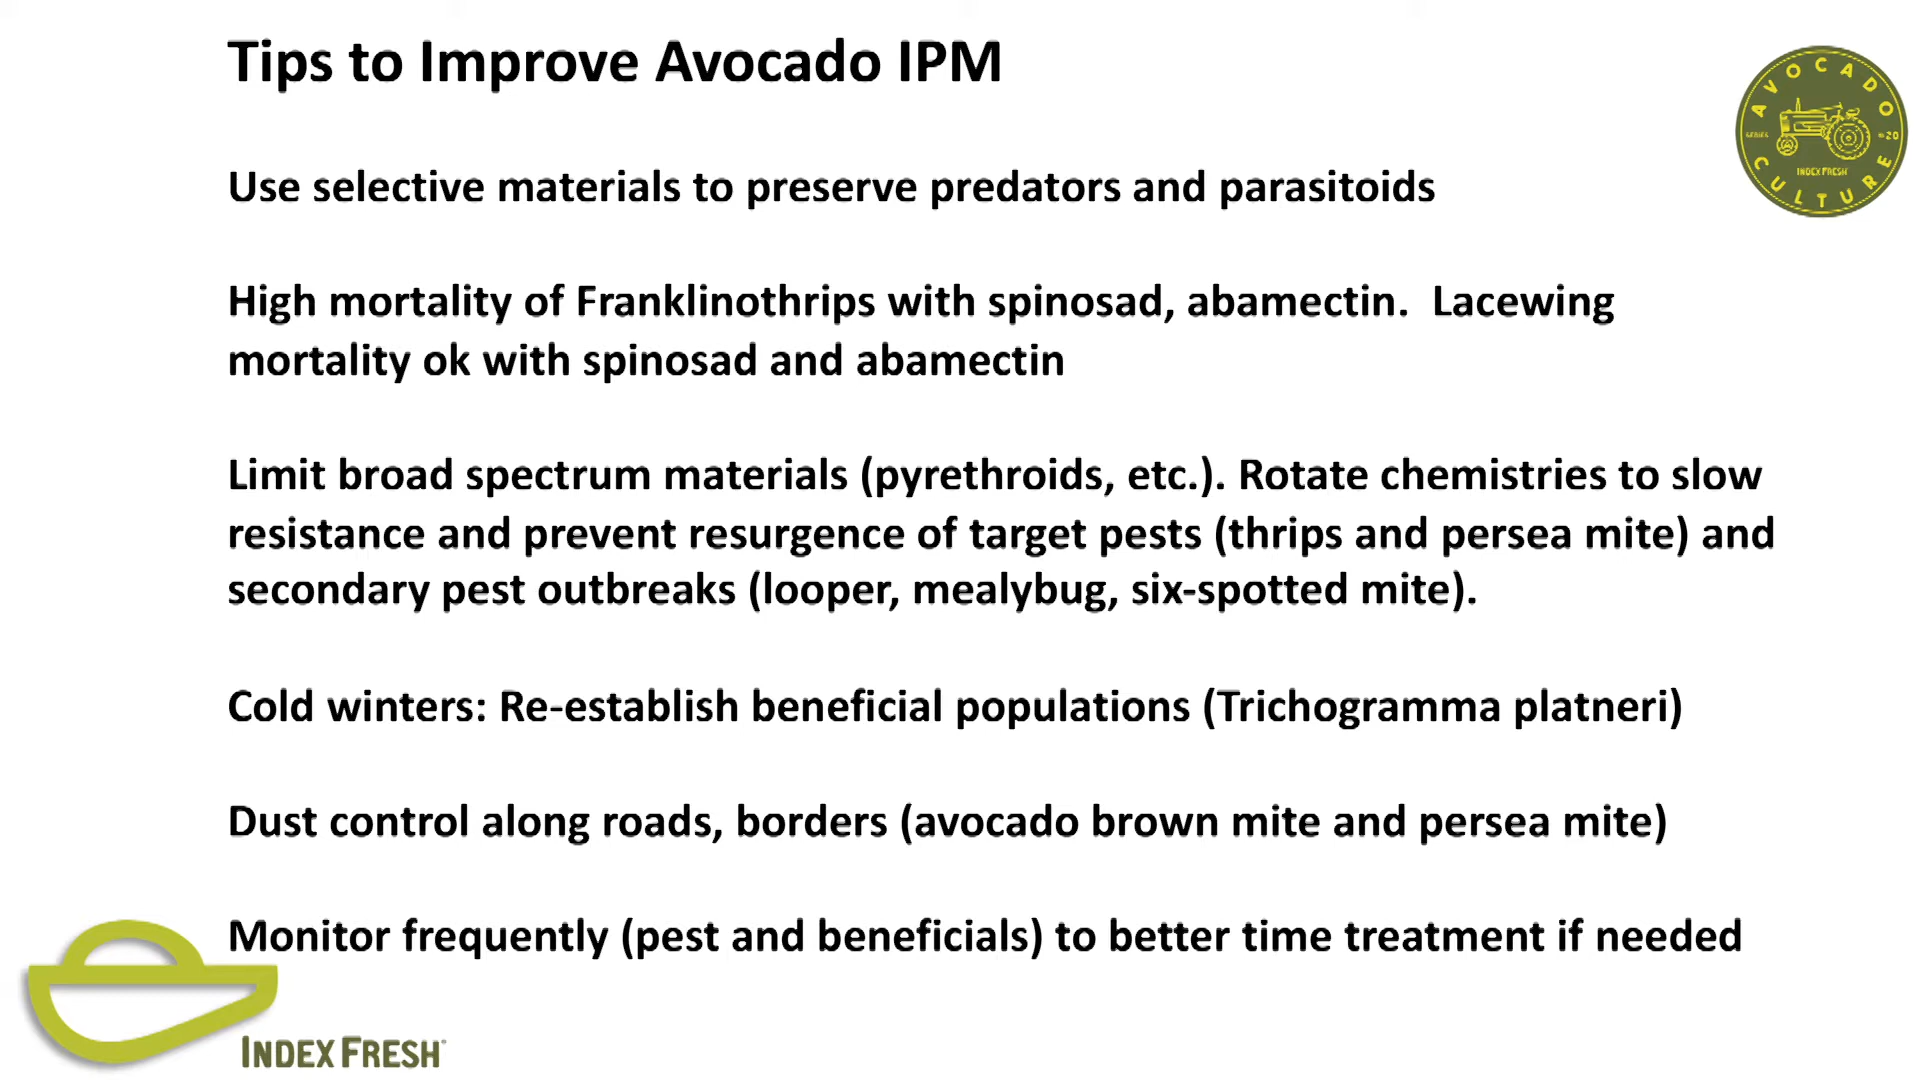 Tips to Improve Avocado IPM
AVOCADO
SERIES
20
INDEX FRESH
CULTURE
Use selective materials to preserve predators and parasitoids
High mortality of Franklinothrips with spinosad, abamectin.  Lacewing
mortality ok with spinosad and abamectin
Limit broad spectrum materials (pyrethroids, etc.). Rotate chemistries to slow
resistance and prevent resurgence of target pests (thrips and persea mite) and
secondary pest outbreaks (looper, mealybug, six-spotted mite).
Cold winters: Re-establish beneficial populations (Trichogramma platneri)
Dust control along roads, borders (avocado brown mite and persea mite)
Monitor frequently (pest and beneficials) to better time treatment if needed
INDEX FRESH